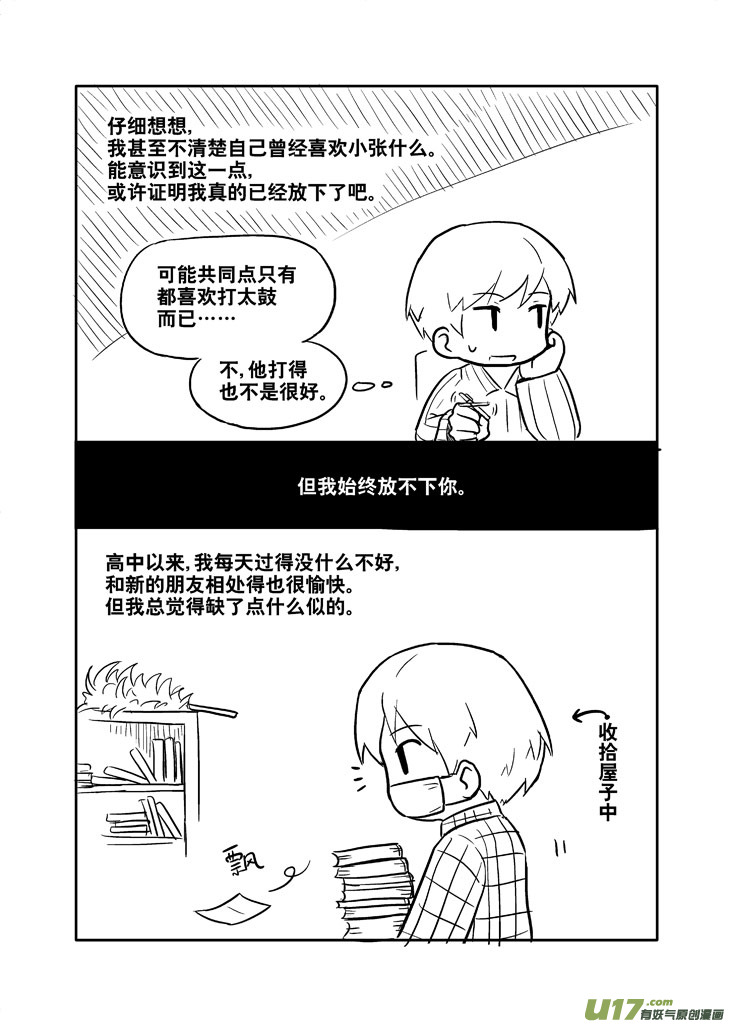 仔细想想,
我甚至不清楚自己曾经喜欢小张什么。
能意识到这一点,
或许证明我真的已经放下了吧。
可能共同点只有
都喜欢打太鼓
而已……
不,他打得
也不是很好。
但我始终放不下你。
高中以来,我每天过得没什么不好,
和新的朋友相处得也很愉快。
但我总觉得缺了点什么似的。
收拾屋子中
飘
U17.com
有妖气原创漫画